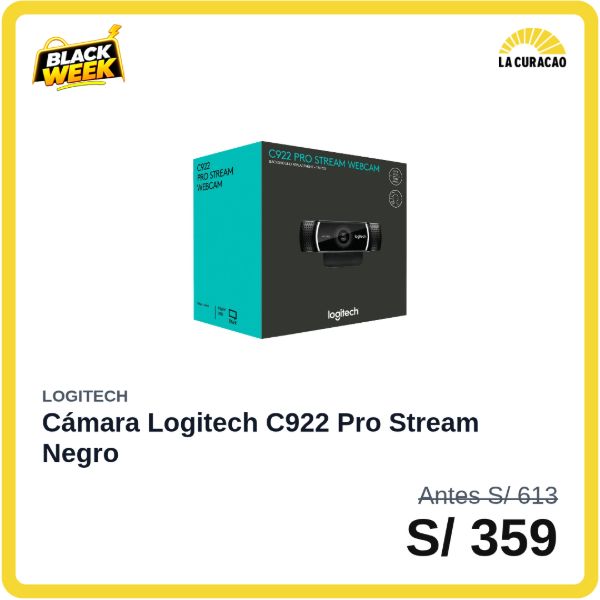 BLACK
WEEK
LA CURACAO
C922
PRO STREAM
WEBCAM
C922 PRO STREAM WEBCAM
logitech
logitech
LOGITECH
Cámara Logitech C922 Pro Stream
Negro
Antes S/ 613
S/ 359